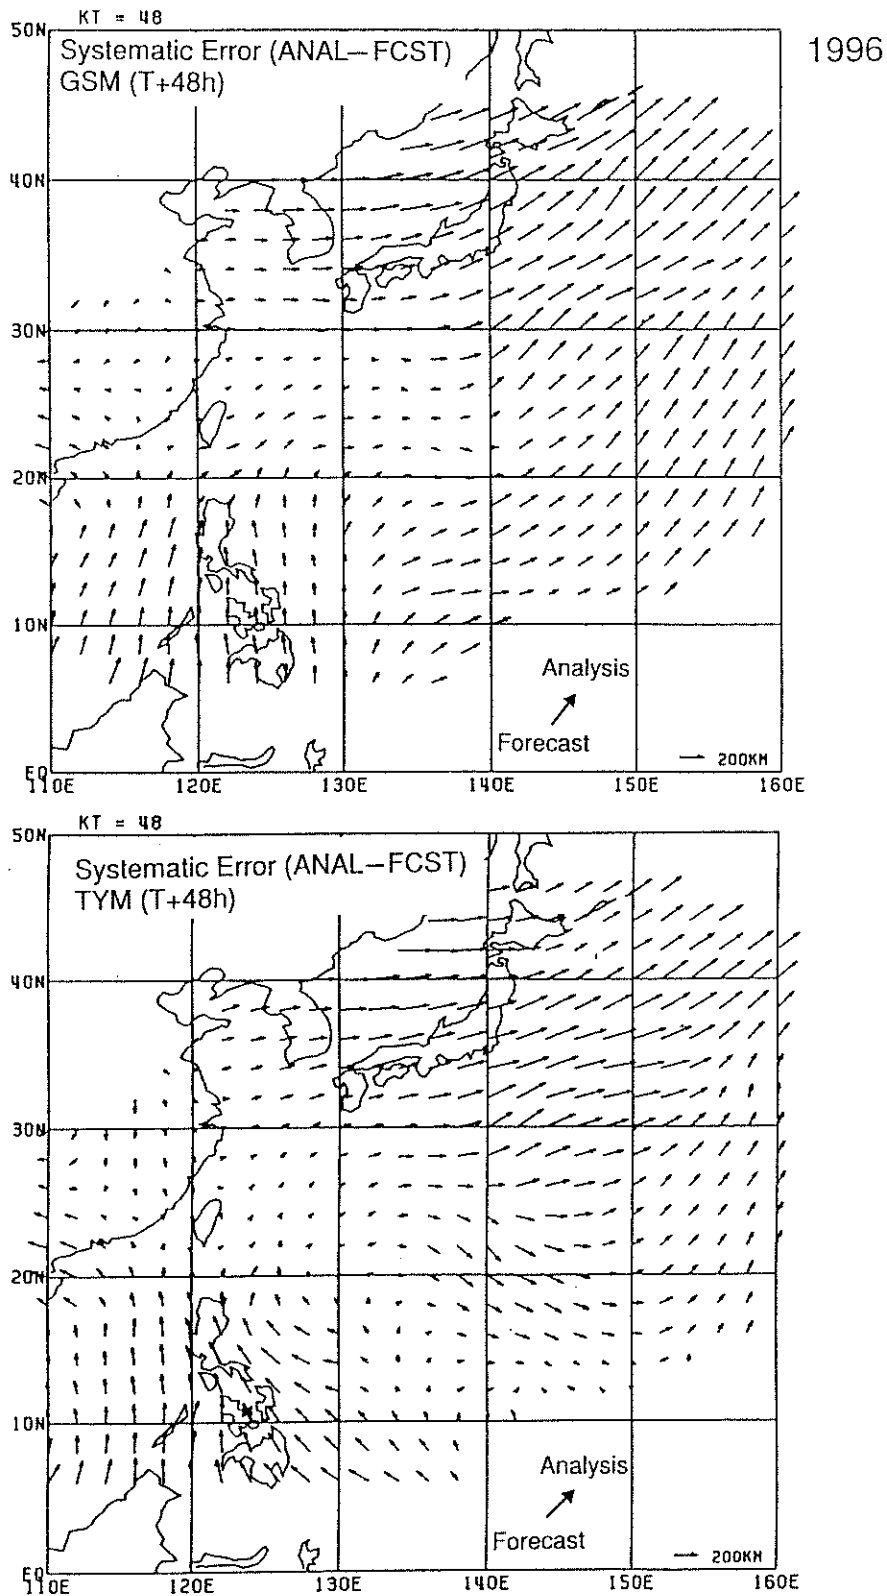 KT = 48
50N
Systematic Error (ANAL–FCST)
GSM (T+48h)
1996
40N
30N
20N
10N
Analysis
Forecast
200KM
EQ
110E 120E 130E 140E 150E 160E
KT = 48
50N
Systematic Error (ANAL–FCST)
TYM (T+48h)
40N
30N
20N
10N
Analysis
Forecast
200KM
EQ
110E 120E 130E 140E 150E 160E